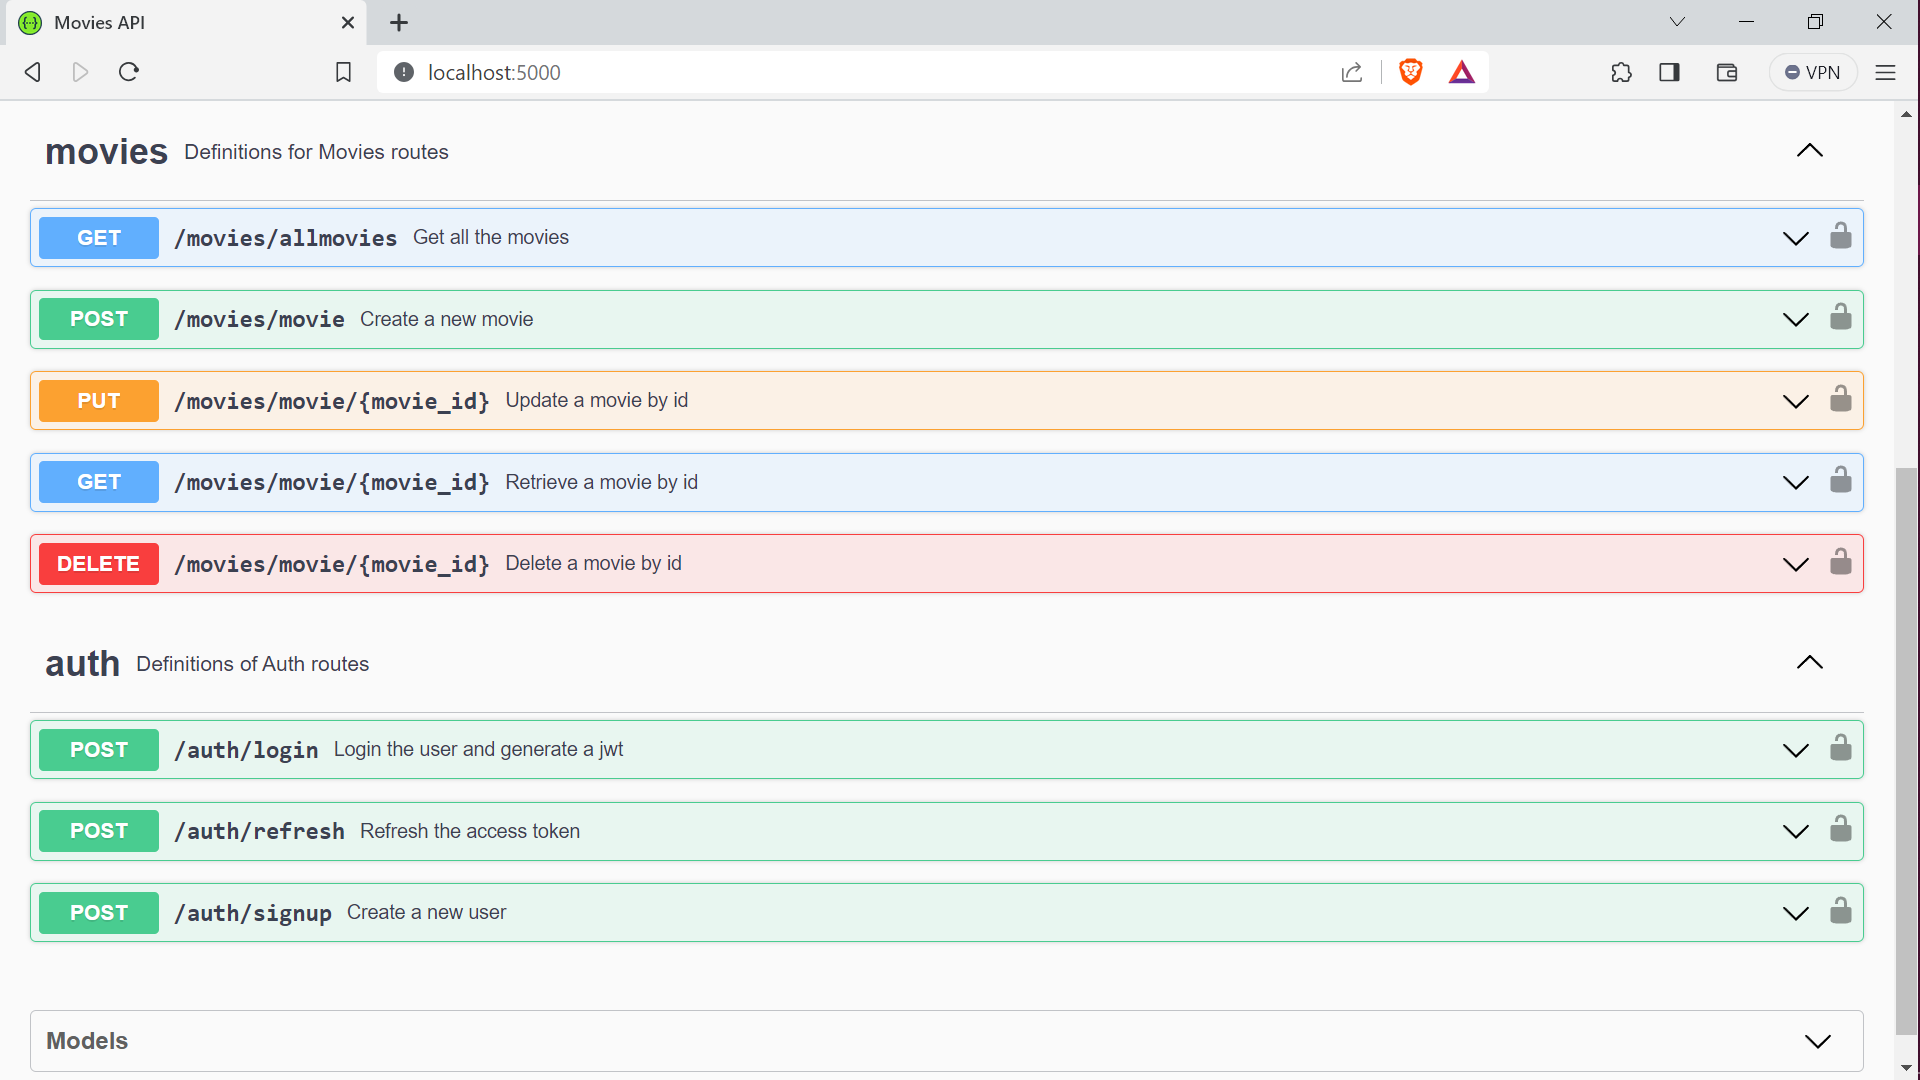 Movies API
localhost:5000
VPN
movies Definitions for Movies routes
GET /movies/allmovies Get all the movies
POST /movies/movie Create a new movie
PUT /movies/movie/{movie_id} Update a movie by id
GET /movies/movie/{movie_id} Retrieve a movie by id
DELETE /movies/movie/{movie_id} Delete a movie by id
auth Definitions of Auth routes
POST /auth/login Login the user and generate a jwt
POST /auth/refresh Refresh the access token
POST /auth/signup Create a new user
Models